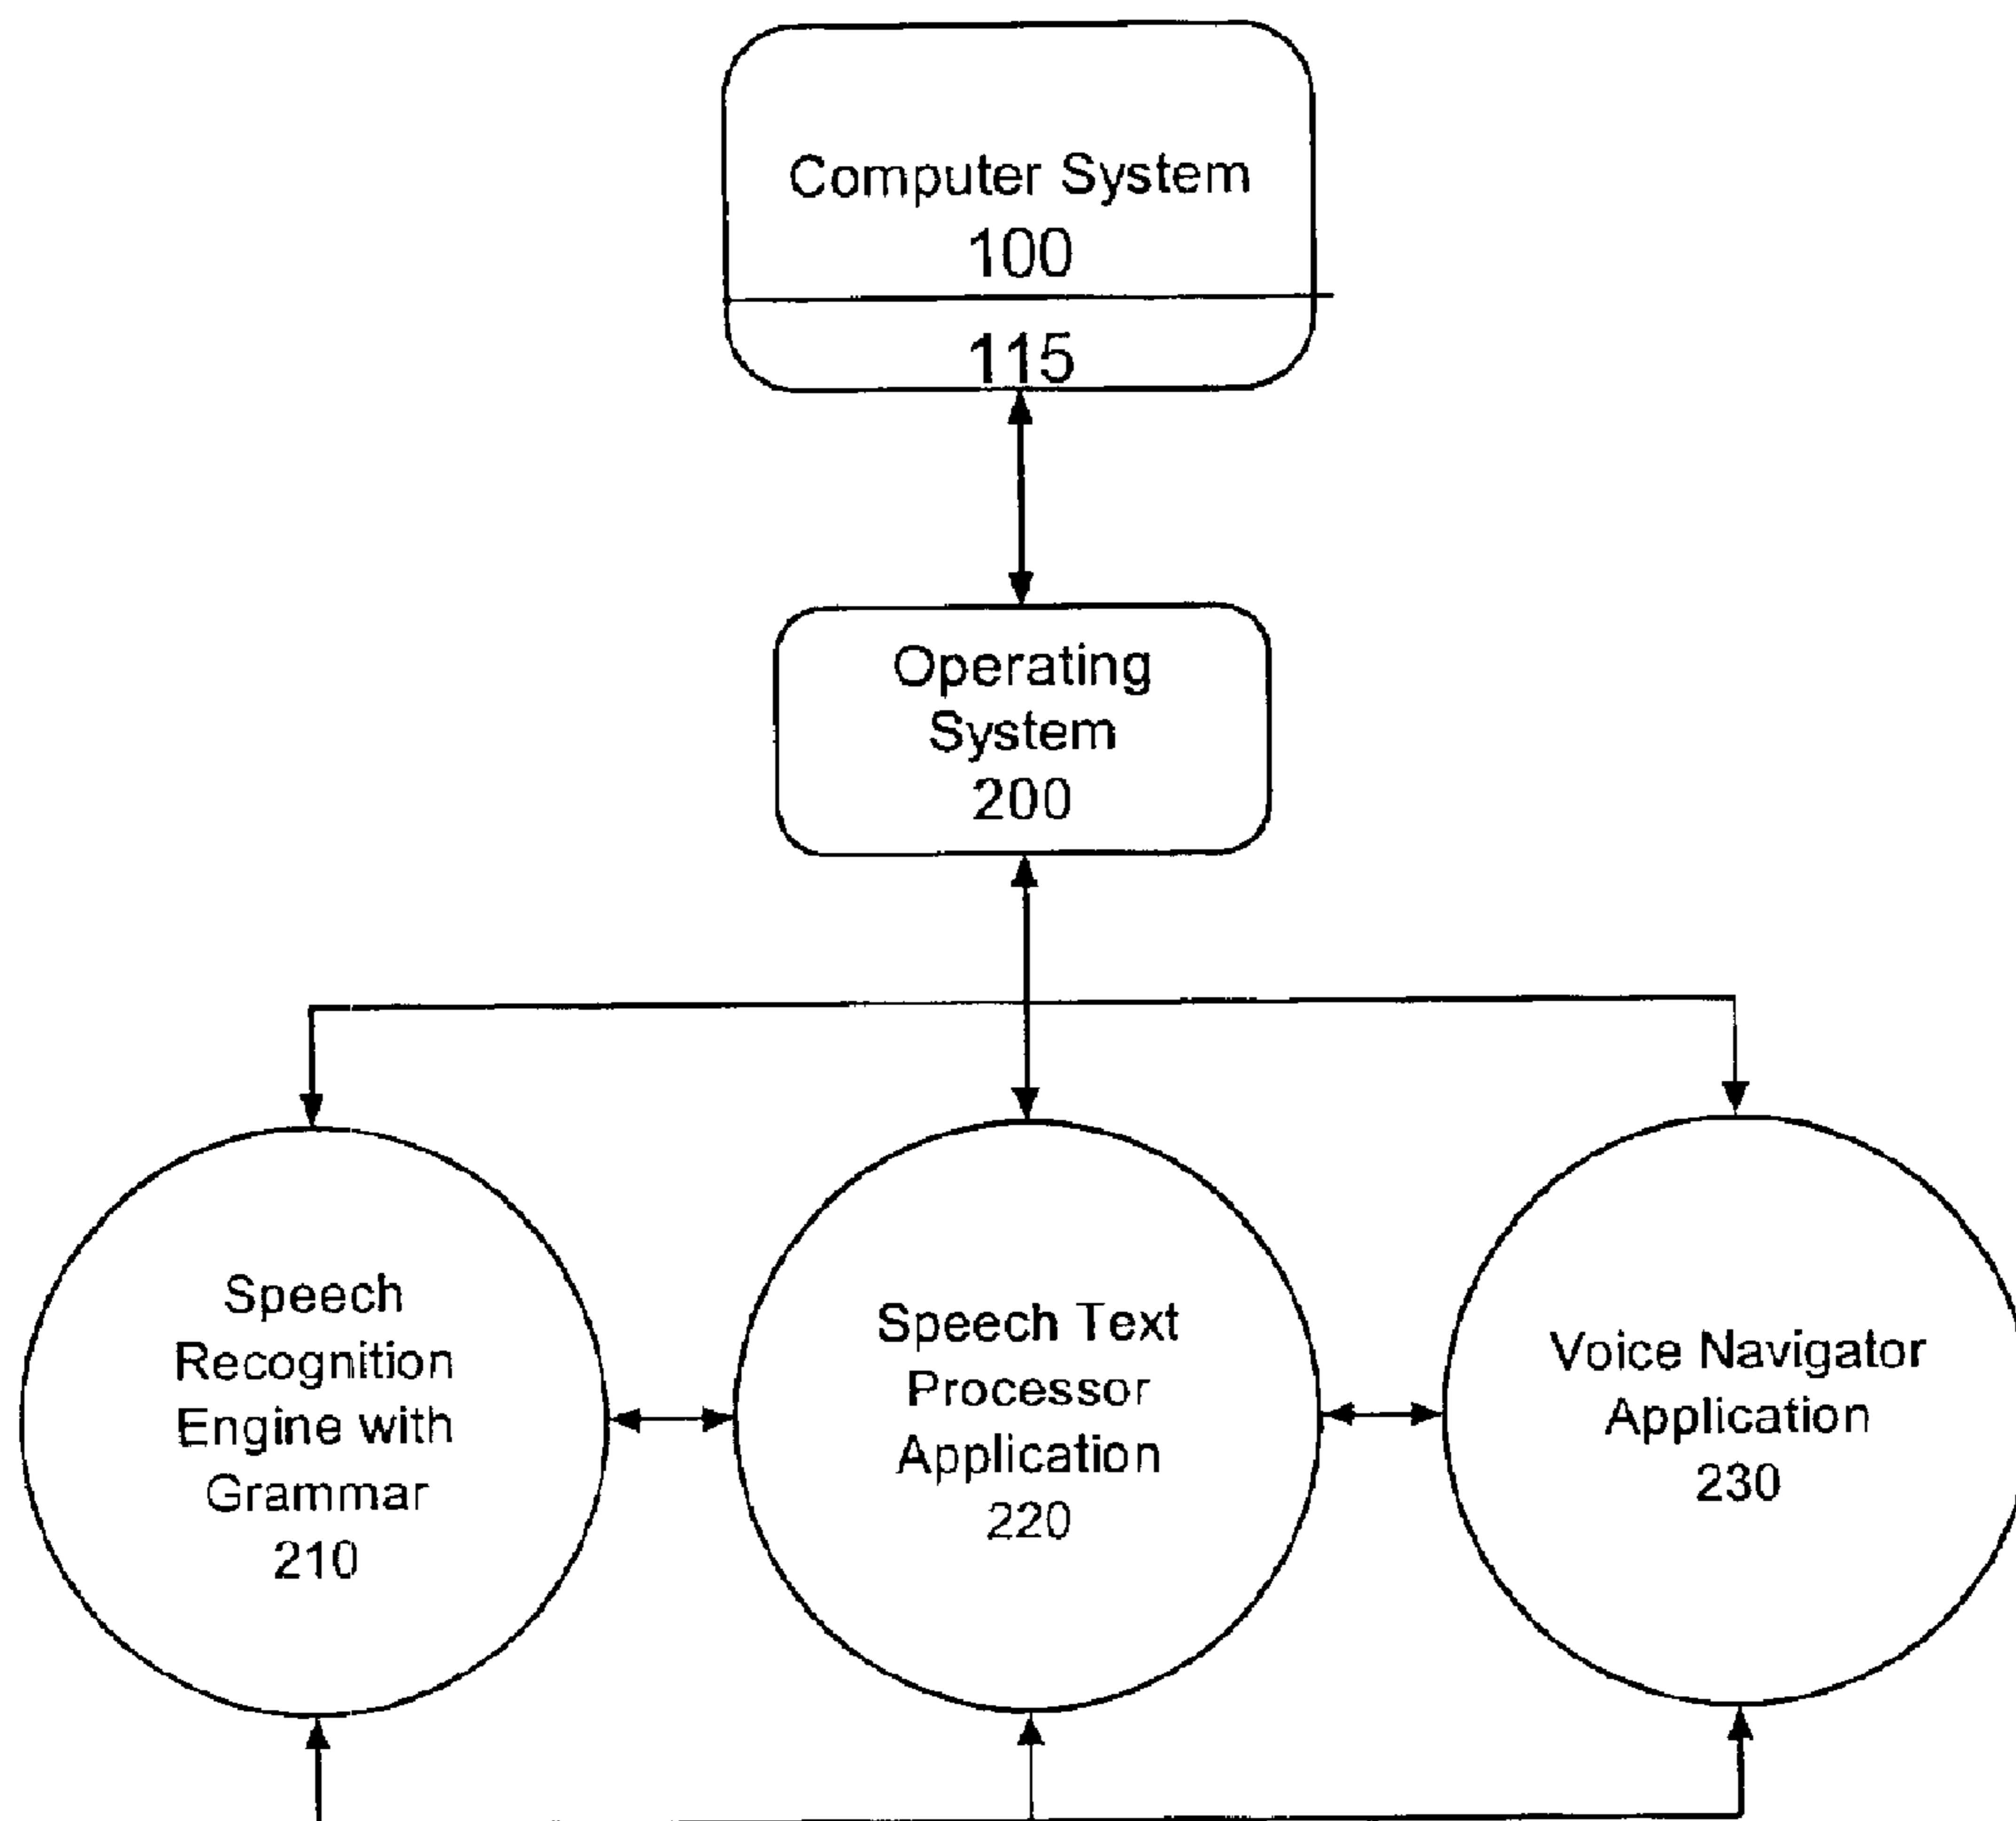 Computer System
100
115
Operating
System
200
Speech
Recognition
Engine with
Grammar
210
Speech Text
Processor
Application
220
Voice Navigator
Application
230